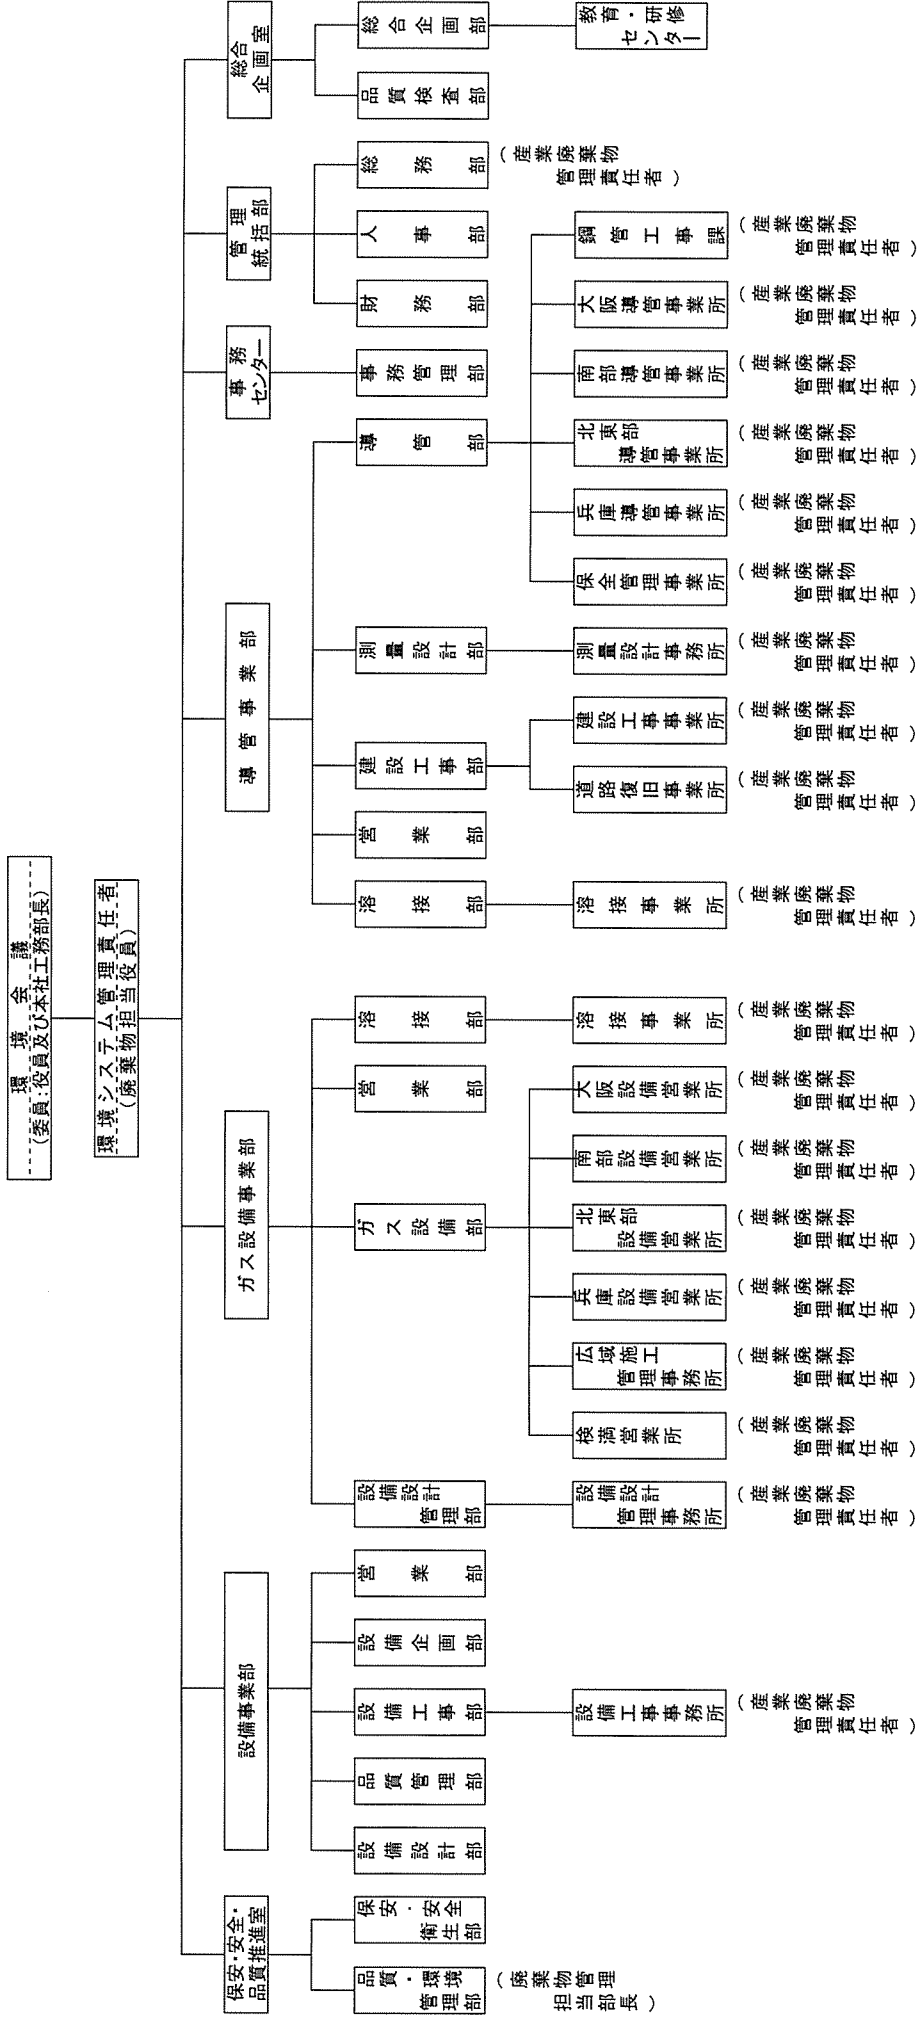 環境会議
(委員:役員及び本社工務部長)
環境システム管理責任者
(廃棄物担当役員)
保安・安全・
品質推進室
設備事業部
ガス設備事業部
導管事業部
事務
センター
管理
統括部
総合
企画室
品質・環境
管理部
(廃棄物管理
担当部長)
保安・安全
衛生部
設備設計部
品質管理部
設備工事部
設備企画部
営業部
設備設計
管理部
ガス設備部
営業部
溶接部
溶接部
営業部
建設工事部
測量設計部
導管部
事務管理部
財務部
人事部
総務部
(産業廃棄物
管理責任者)
品質検査部
総合企画部
設備工事事務所
(産業廃棄物
管理責任者)
設備設計
管理事務所
(産業廃棄物
管理責任者)
検満営業所
(産業廃棄物
管理責任者)
広域施工
管理事務所
(産業廃棄物
管理責任者)
兵庫設備営業所
(産業廃棄物
管理責任者)
北東部
設備営業所
(産業廃棄物
管理責任者)
南部設備営業所
(産業廃棄物
管理責任者)
大阪設備営業所
(産業廃棄物
管理責任者)
溶接事業所
(産業廃棄物
管理責任者)
溶接事業所
(産業廃棄物
管理責任者)
道路復旧事業所
(産業廃棄物
管理責任者)
建設工事事業所
(産業廃棄物
管理責任者)
測量設計事務所
(産業廃棄物
管理責任者)
保全管理事業所
(産業廃棄物
管理責任者)
兵庫導管事業所
(産業廃棄物
管理責任者)
北東部
導管事業所
(産業廃棄物
管理責任者)
南部導管事業所
(産業廃棄物
管理責任者)
大阪導管事業所
(産業廃棄物
管理責任者)
鋼管工事課
(産業廃棄物
管理責任者)
教育・研修
センター